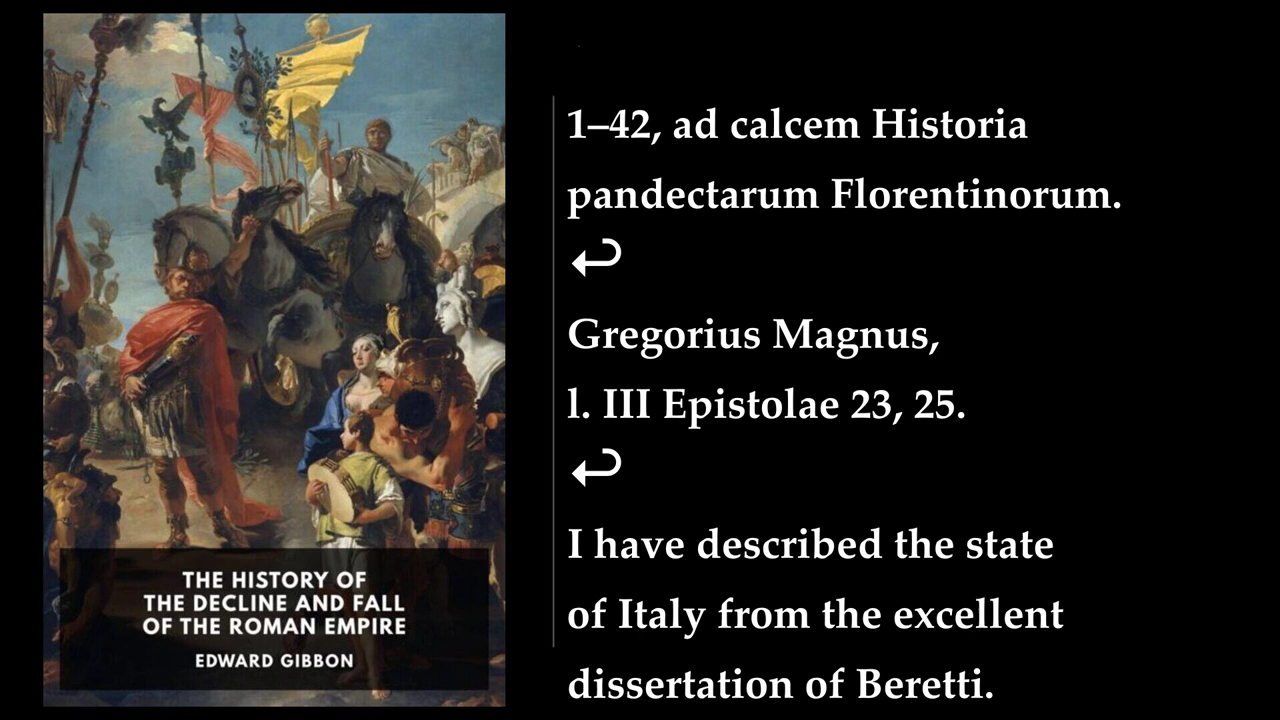 THE HISTORY OF
THE DECLINE AND FALL
OF THE ROMAN EMPIRE
EDWARD GIBBON
1–42, ad calcem Historia
pandectarum Florentinorum.
↩
Gregorius Magnus,
l. III Epistolae 23, 25.
↩
I have described the state
of Italy from the excellent
dissertation of Beretti.